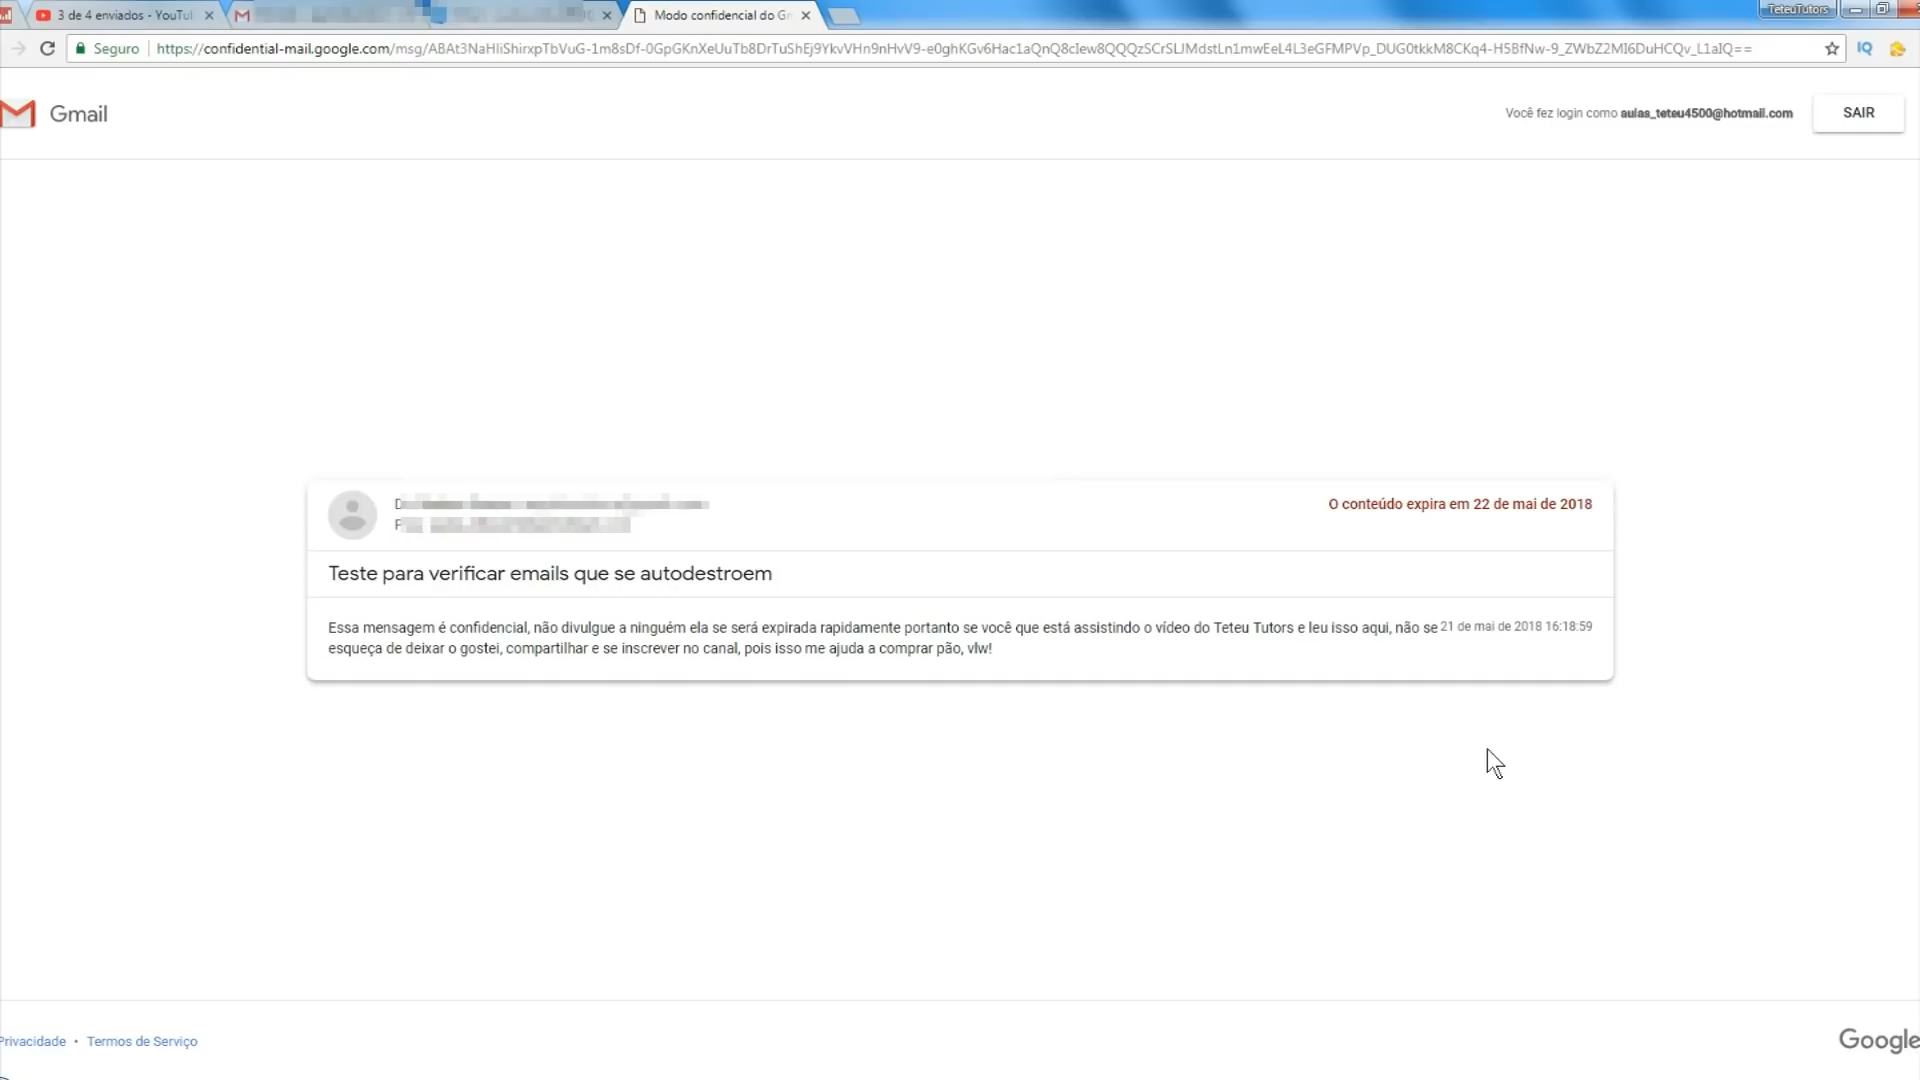 3 de 4 enviados - YouTu
Modo confidencial do G
TeteuTutors
Seguro
https://confidential-mail.google.com/msg/ABAt3NaHIiShirxpTbVuG-1m8sDf-0GpGKnXeUuTb8DrTuShEj9YkvVHn9nHvV9-e0ghKGv6Hac1aQnQ8cIew8QQQzSCrSLJMdstLn1mwEeL4L3eGFMPVp_DUG0tkkM8CKq4-H5BfNw-9_ZWbZ2MI6DuHCQv_L1aIQ==
IQ
Gmail
Você fez login como aulas_teteu4500@hotmail.com
SAIR
O conteúdo expira em 22 de mai de 2018
Teste para verificar emails que se autodestroem
Essa mensagem é confidencial, não divulgue a ninguém ela se será expirada rapidamente portanto se você que está assistindo o vídeo do Teteu Tutors e leu isso aqui, não se 21 de mai de 2018 16:18:59
esqueça de deixar o gostei, compartilhar e se inscrever no canal, pois isso me ajuda a comprar pão, vlw!
Privacidade • Termos de Serviço
Google